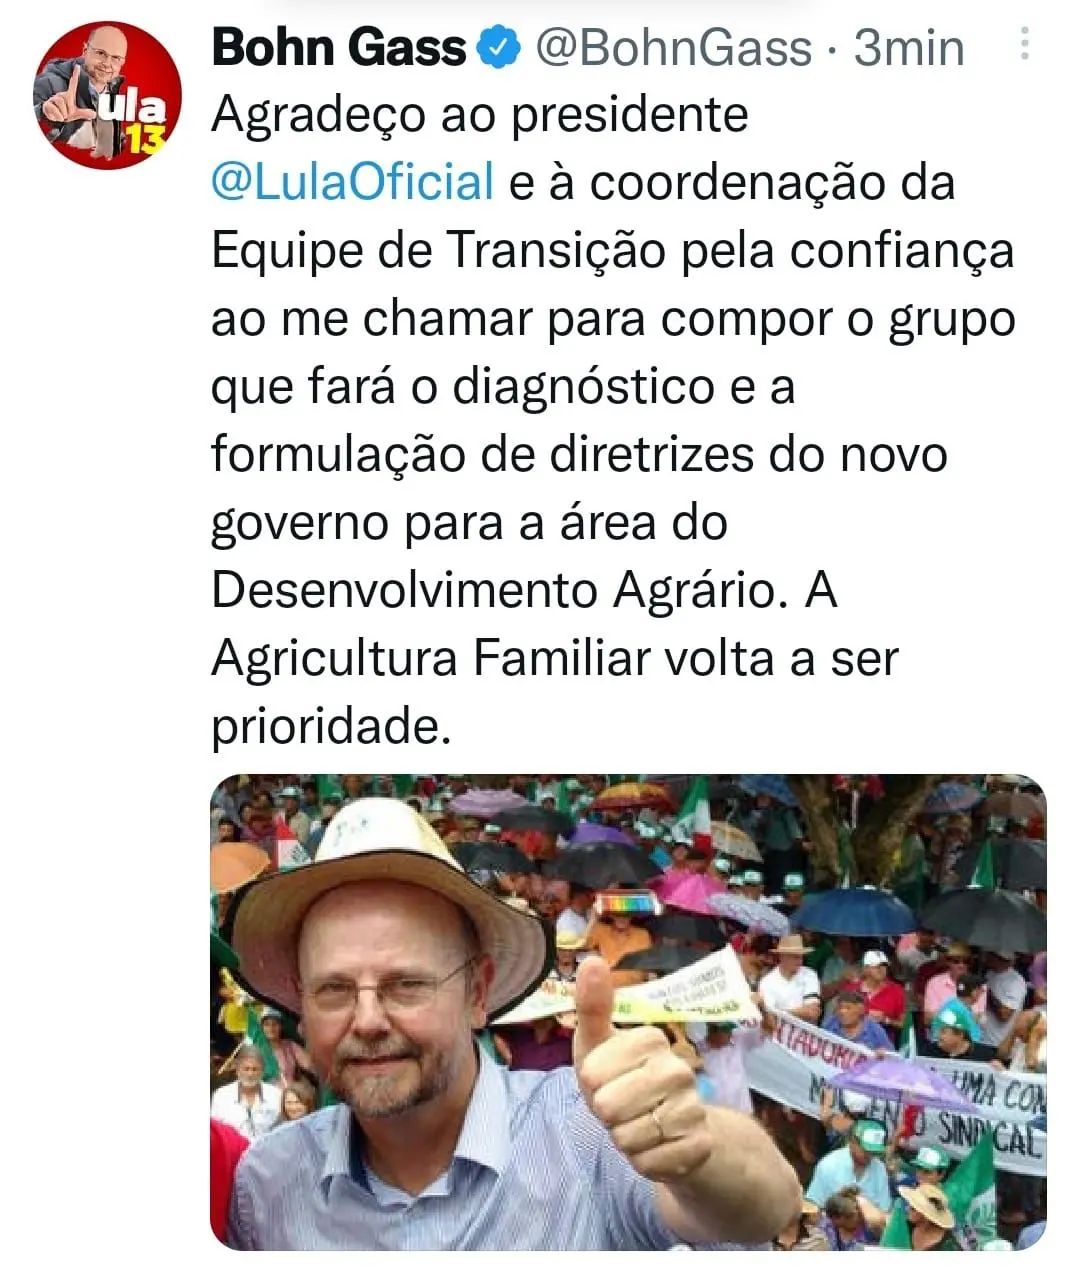 Bohn Gass @BohnGass · 3min
Agradeço ao presidente
@LulaOficial e à coordenação da
Equipe de Transição pela confiança
ao me chamar para compor o grupo
que fará o diagnóstico e a
formulação de diretrizes do novo
governo para a área do
Desenvolvimento Agrário. A
Agricultura Familiar volta a ser
prioridade.
ula
13
UMA CON
SINDICAL